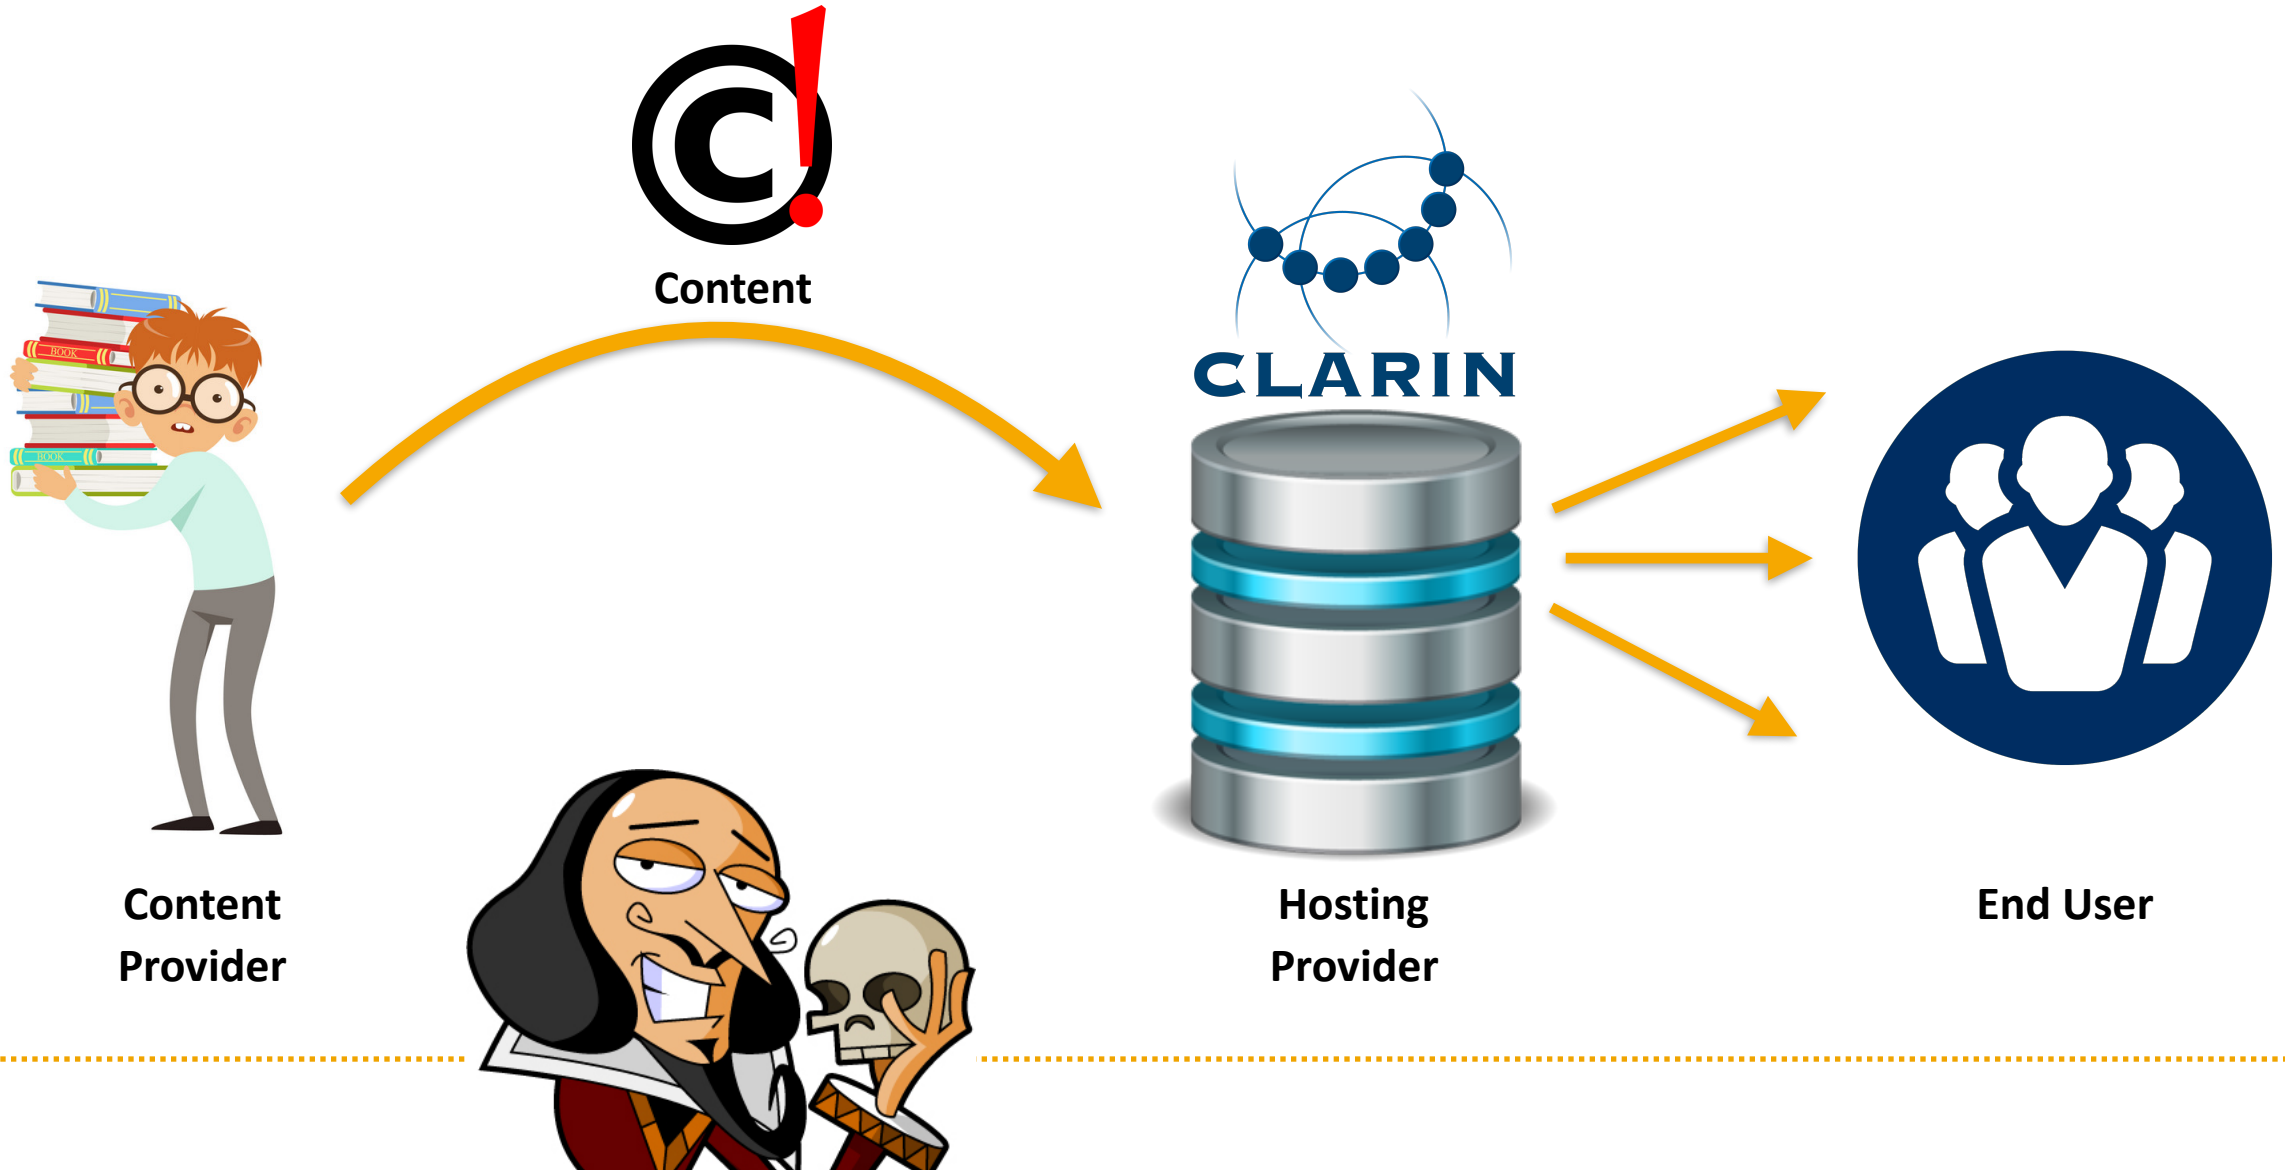 ©!
Content
BOOK
BOOK
CLARIN
Content
Provider
Hosting
Provider
End User